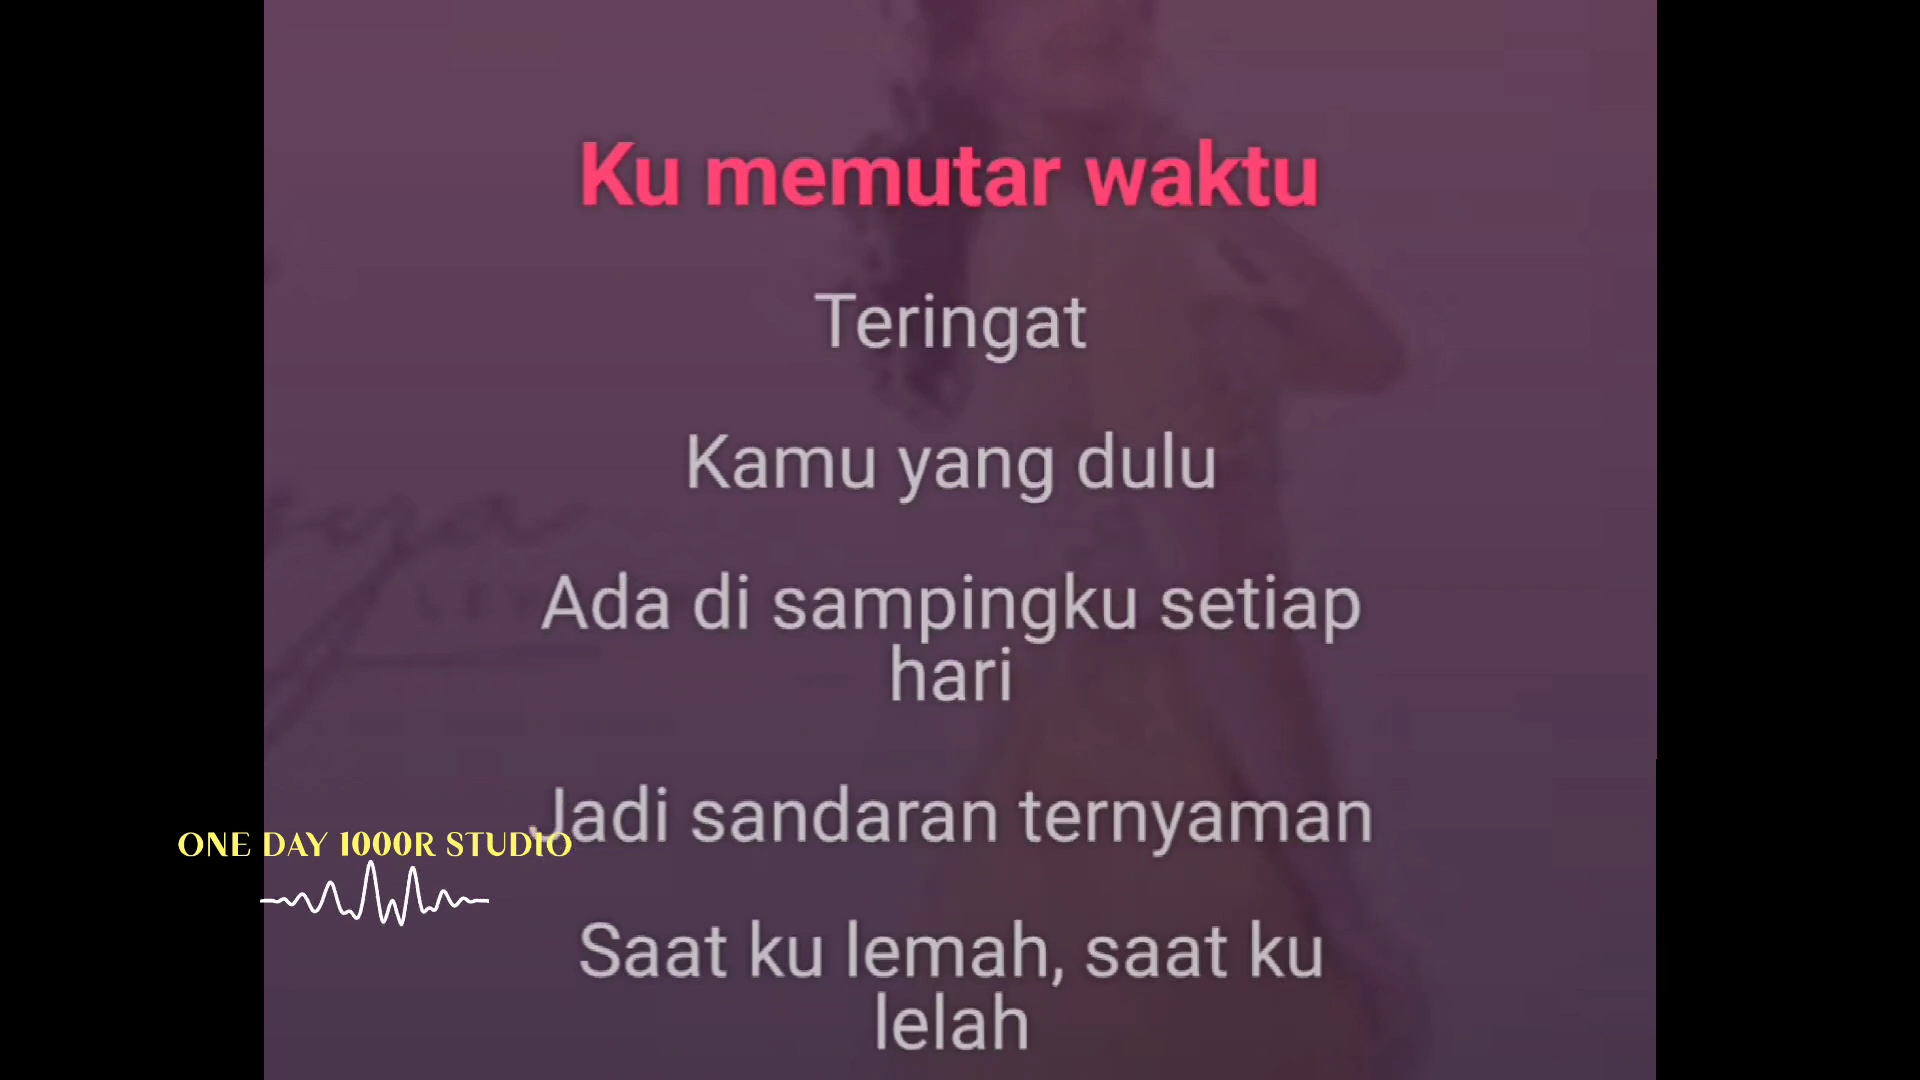 Ku memutar waktu
Teringat
Kamu yang dulu
Ada di sampingku setiap
hari
Jadi sandaran ternyaman
ONE DAY 1000R STUDIO
Saat ku lemah, saat ku
lelah